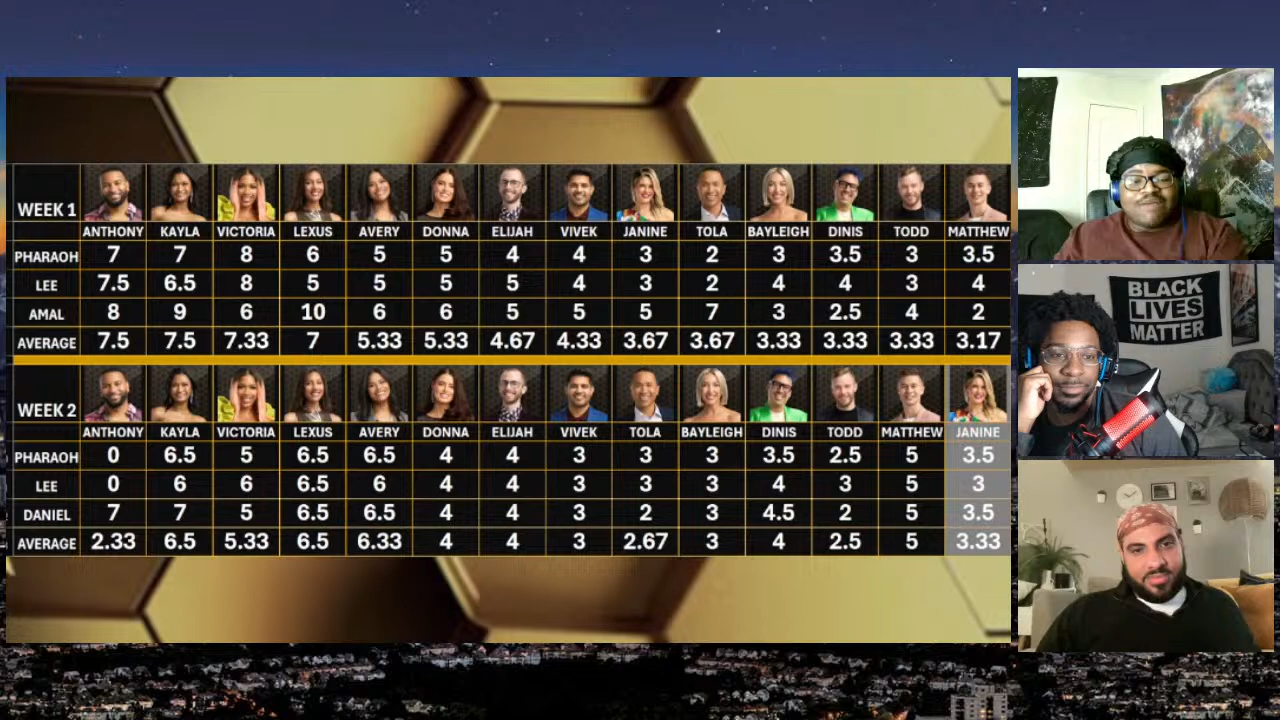 WEEK 1
ANTHONY KAYLA VICTORIA LEXUS AVERY DONNA ELIJAH VIVEK JANINE TOLA BAYLEIGH DINIS TODD MATTHEW
PHARAOH 7 7 8 6 5 5 4 4 3 2 3 3.5 3 3.5
LEE 7.5 6.5 8 5 5 5 5 4 3 2 4 4 3 4
AMAL 8 9 6 10 6 6 5 5 5 7 3 2.5 4 2
AVERAGE 7.5 7.5 7.33 7 5.33 5.33 4.67 4.33 3.67 3.67 3.33 3.33 3.33 3.17
WEEK 2
ANTHONY KAYLA VICTORIA LEXUS AVERY DONNA ELIJAH VIVEK TOLA BAYLEIGH DINIS TODD MATTHEW JANINE
PHARAOH 0 6.5 5 6.5 6.5 4 4 3 3 3 3.5 2.5 5 3.5
LEE 0 6 6 6.5 6 4 4 3 3 3 4 3 5 3
DANIEL 7 7 5 6.5 6.5 4 4 3 2 3 4.5 2 5 3.5
AVERAGE 2.33 6.5 5.33 6.5 6.33 4 4 3 2.67 3 4 2.5 5 3.33
BLACK
LIVES
MATTER